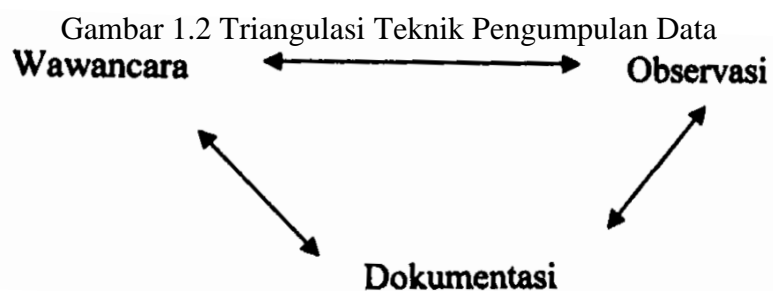 Gambar 1.2 Triangulasi Teknik Pengumpulan Data
Wawancara
Observasi
Dokumentasi